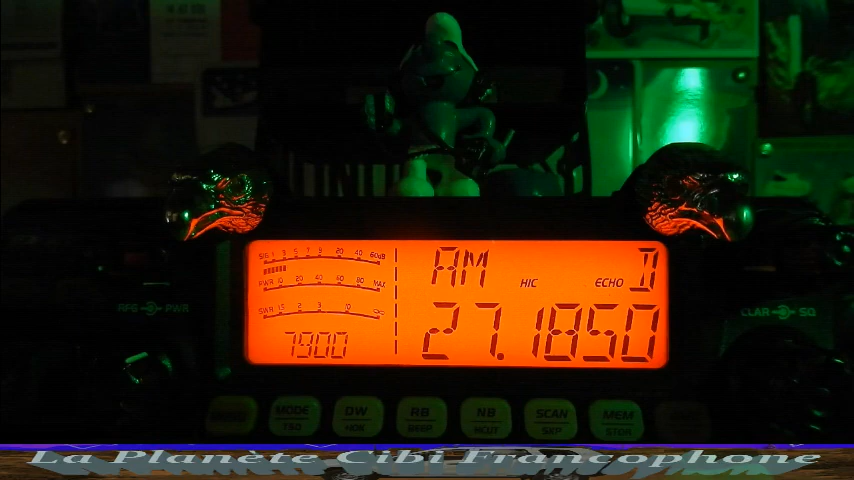 SIG 1 3 5 7 9 20 40 60dB
AM HIC ECHO D
PWR 10 20 40 60 80 MAX
SWR 1.5 2 3 10 ∞
27.1850
7900
RFG PWR
CLAR SQ
MODE DW RB NB SCAN MEM
BEEP
La Planète Cibi Francophone